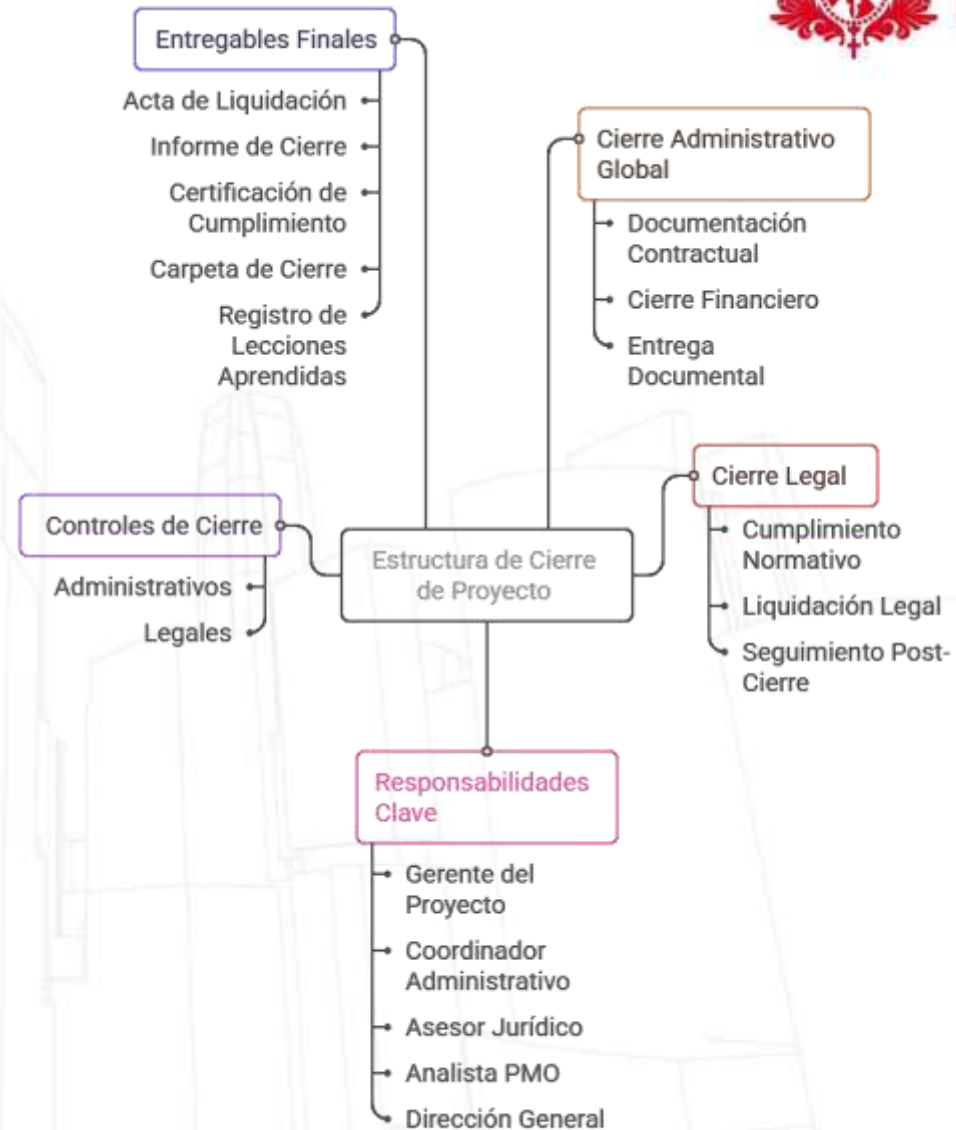 Entregables Finales
Acta de Liquidación
Informe de Cierre
Certificación de
Cumplimiento
Carpeta de Cierre
Registro de
Lecciones
Aprendidas
Cierre Administrativo
Global
Documentación
Contractual
Cierre Financiero
Entrega
Documental
Cierre Legal
Cumplimiento
Normativo
Liquidación Legal
Seguimiento Post-
Cierre
Controles de Cierre
Administrativos
Legales
Estructura de Cierre
de Proyecto
Responsabilidades
Clave
Gerente del
Proyecto
Coordinador
Administrativo
Asesor Jurídico
Analista PMO
Dirección General